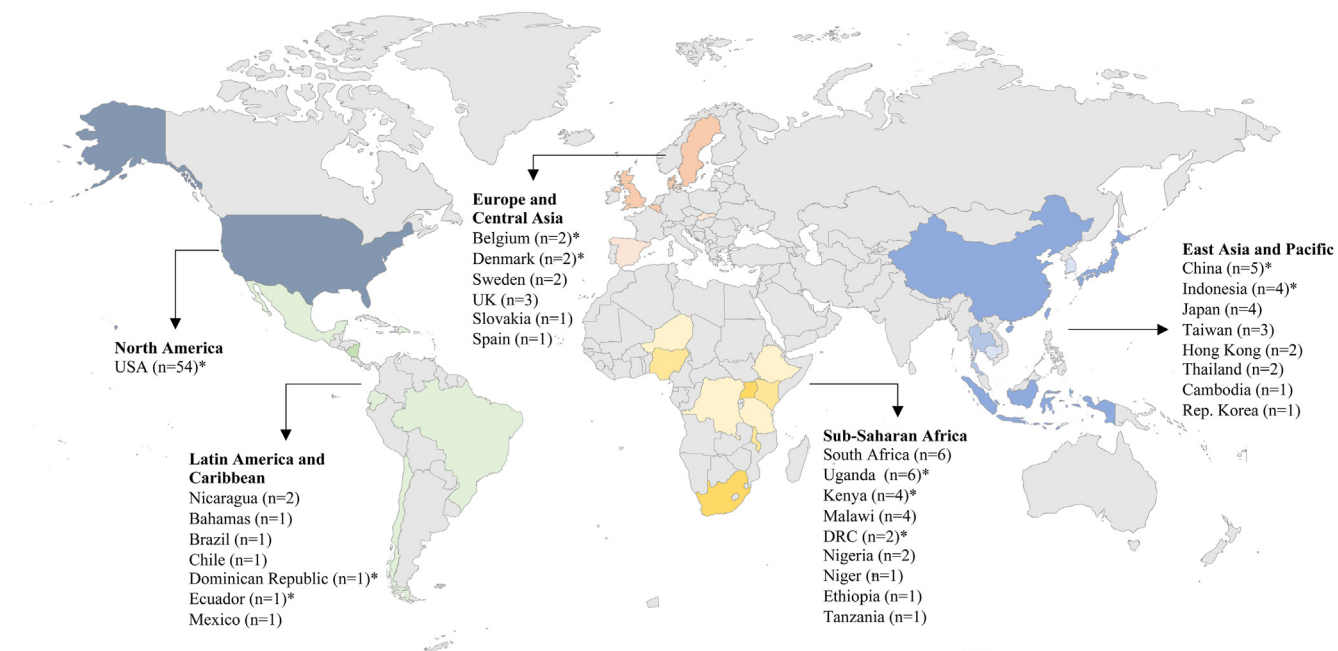 Europe and
Central Asia
Belgium (n=2)*
Denmark (n=2)*
Sweden (n=2)
UK (n=3)
Slovakia (n=1)
Spain (n=1)
East Asia and Pacific
China (n=5)*
Indonesia (n=4)*
Japan (n=4)
Taiwan (n=3)
Hong Kong (n=2)
Thailand (n=2)
Cambodia (n=1)
Rep. Korea (n=1)
North America
USA (n=54)*
Latin America and
Caribbean
Nicaragua (n=2)
Bahamas (n=1)
Brazil (n=1)
Chile (n=1)
Dominican Republic (n=1)*
Ecuador (n=1)*
Mexico (n=1)
Sub-Saharan Africa
South Africa (n=6)
Uganda (n=6)*
Kenya (n=4)*
Malawi (n=4)
DRC (n=2)*
Nigeria (n=2)
Niger (n=1)
Ethiopia (n=1)
Tanzania (n=1)